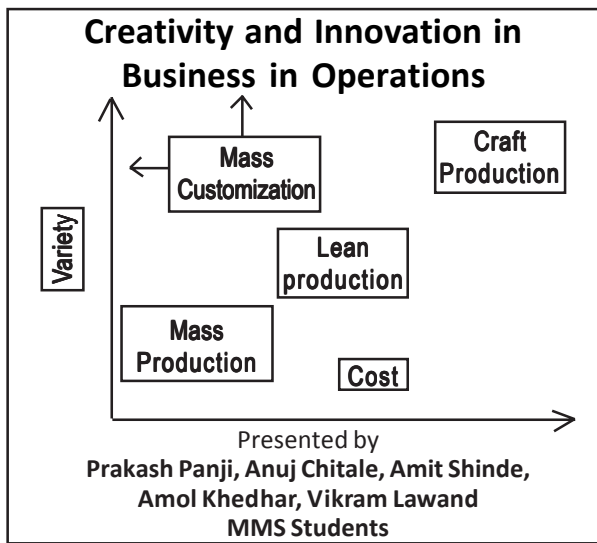 Creativity and Innovation in
Business in Operations
Mass
Customization
Craft
Production
Variety
Lean
production
Mass
Production
Cost
Presented by
Prakash Panji, Anuj Chitale, Amit Shinde,
Amol Khedhar, Vikram Lawand
MMS Students